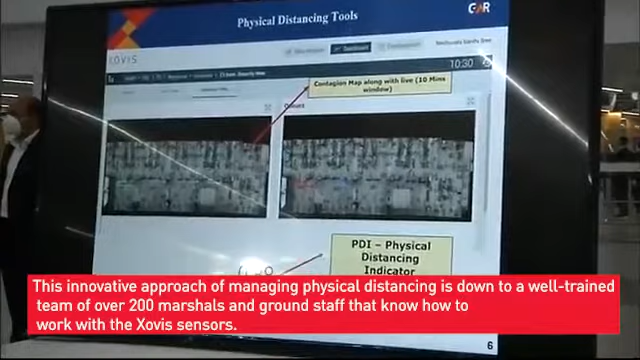 Physical Distancing Tools
GMR
XOVIS
10:30
Contagion Map along with live (10 Mins
window)
PDI – Physical
Distancing
Indicator
This innovative approach of managing physical distancing is down to a well-trained
team of over 200 marshals and ground staff that know how to
work with the Xovis sensors.
6